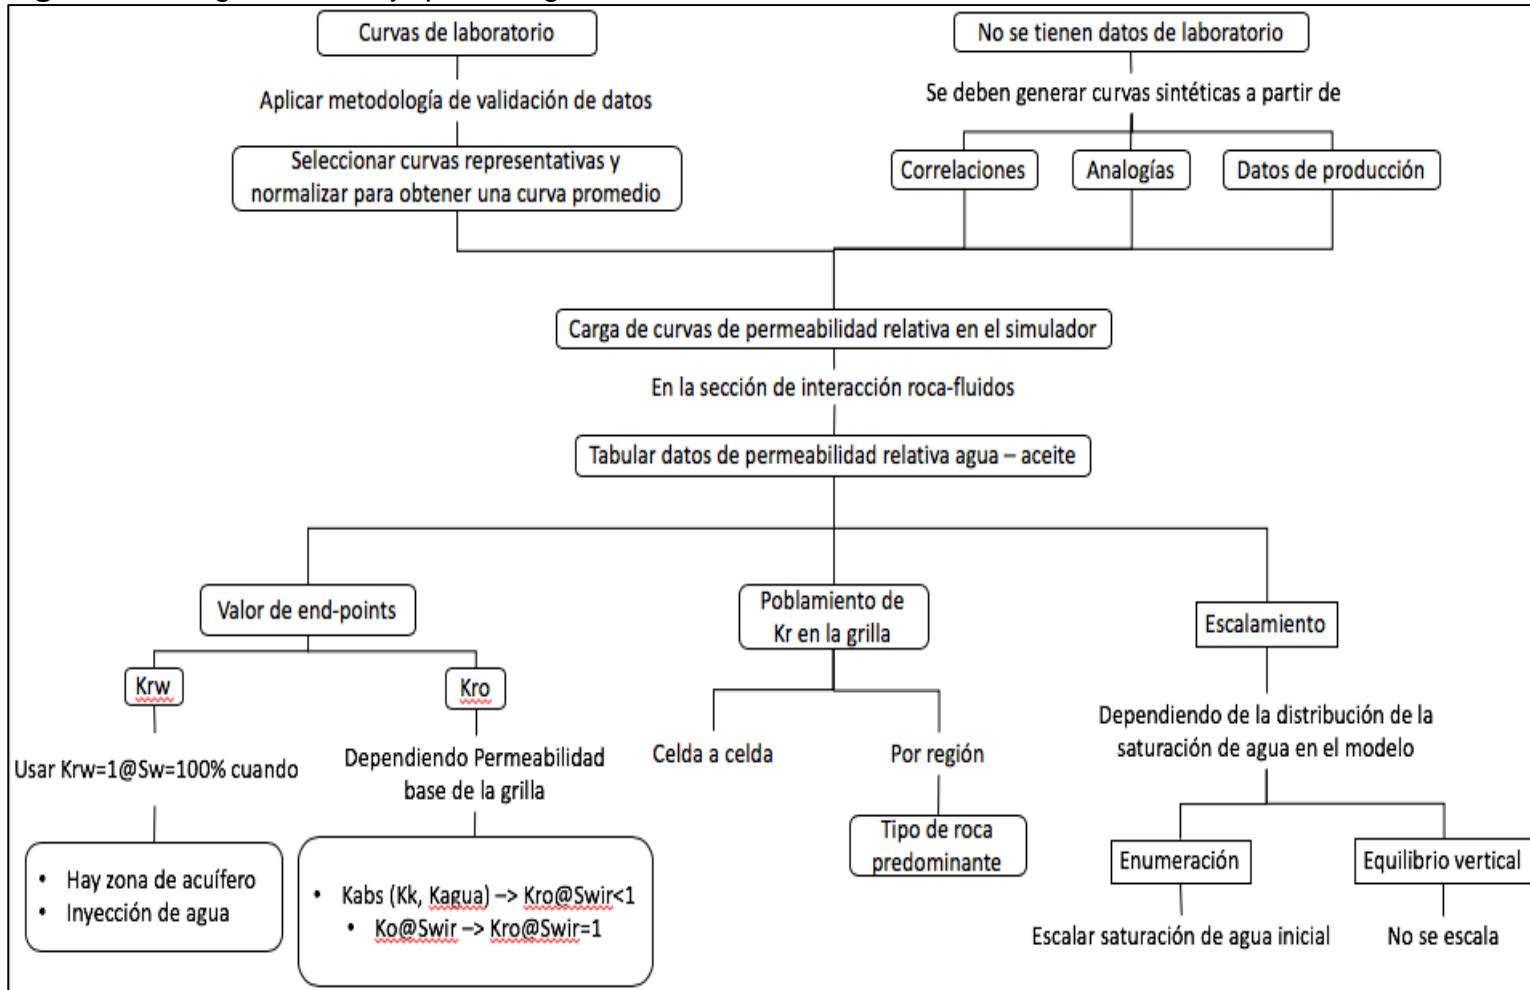 Curvas de laboratorio
No se tienen datos de laboratorio
Aplicar metodología de validación de datos
Se deben generar curvas sintéticas a partir de
Seleccionar curvas representativas y
normalizar para obtener una curva promedio
Correlaciones
Analogías
Datos de producción
Carga de curvas de permeabilidad relativa en el simulador
En la sección de interacción roca-fluidos
Tabular datos de permeabilidad relativa agua – aceite
Valor de end-points
Poblamiento de
Kr en la grilla
Escalamiento
Krw
Kro
Usar Krw=1@Sw=100% cuando
Dependiendo Permeabilidad
base de la grilla
Celda a celda
Por región
Dependiendo de la distribución de la
saturación de agua en el modelo
• Hay zona de acuífero
• Inyección de agua
• Kabs (Kk, Kagua) –> Kro@Swir<1
• Ko@Swir –> Kro@Swir=1
Tipo de roca
predominante
Enumeración
Equilibrio vertical
Escalar saturación de agua inicial
No se escala